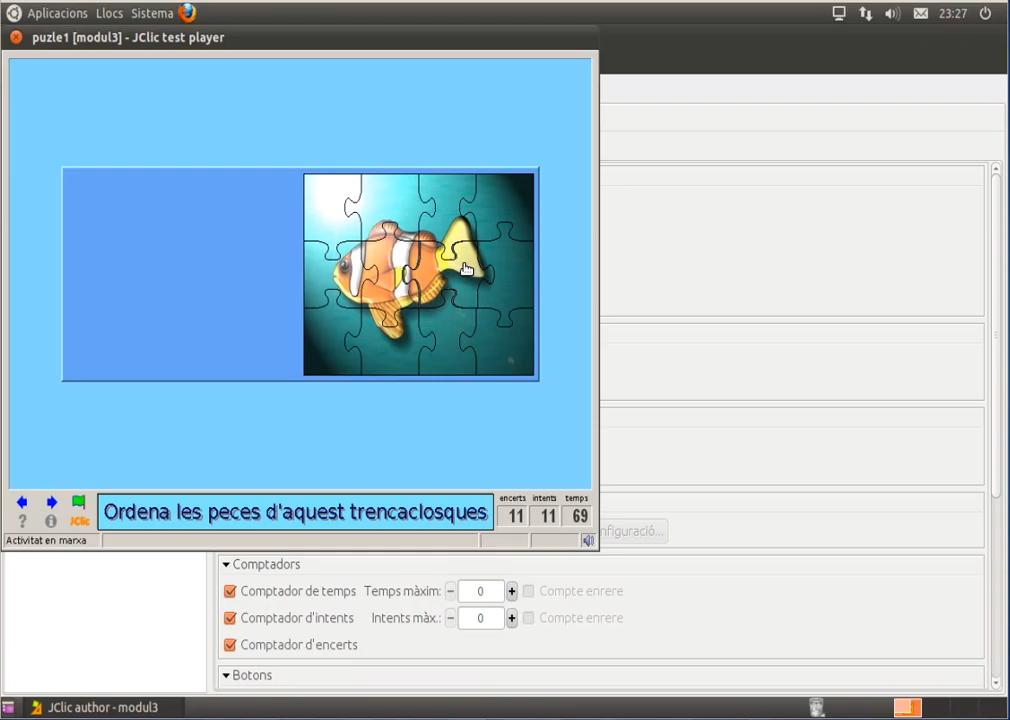 Aplicacions Llocs Sistema
23:27
puzle1 [modul3] - JClic test player
Ordena les peces d'aquest trencaclosques
encerts intents temps
11 11 69
? JClic
Activitat en marxa
nfiguració...
Comptadors
Comptador de temps Temps màxim: 0 Compte enrere
Comptador d'intents Intents màx.: 0 Compte enrere
Comptador d'encerts
Botons
JClic author - modul3